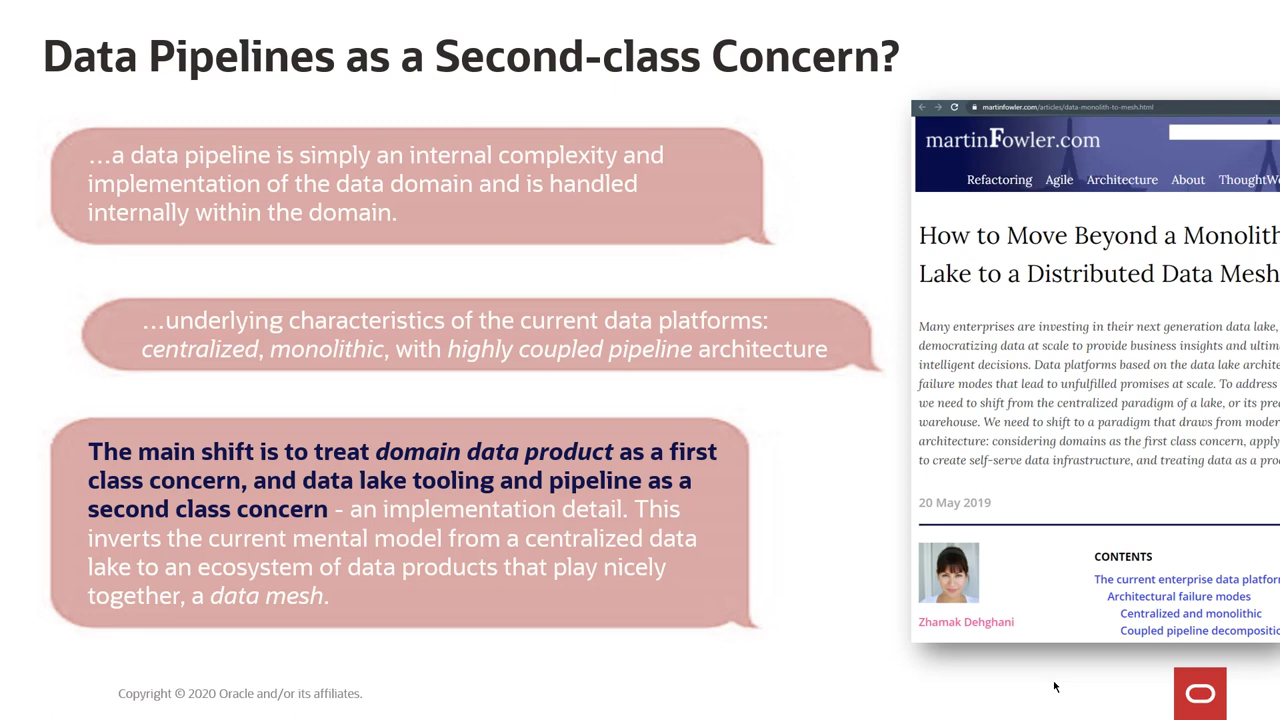 Data Pipelines as a Second-class Concern?
...a data pipeline is simply an internal complexity and
implementation of the data domain and is handled
internally within the domain.
...underlying characteristics of the current data platforms:
centralized, monolithic, with highly coupled pipeline architecture
The main shift is to treat domain data product as a first
class concern, and data lake tooling and pipeline as a
second class concern - an implementation detail. This
inverts the current mental model from a centralized data
lake to an ecosystem of data products that play nicely
together, a data mesh.
martinfowler.com/articles/data-monolith-to-mesh.html
martinFowler.com
Refactoring Agile Architecture About ThoughtWo
How to Move Beyond a Monolith
Lake to a Distributed Data Mesh
Many enterprises are investing in their next generation data lake,
democratizing data at scale to provide business insights and ultima
intelligent decisions. Data platforms based on the data lake archite
failure modes that lead to unfulfilled promises at scale. To address
we need to shift from the centralized paradigm of a lake, or its pred
warehouse. We need to shift to a paradigm that draws from moder
architecture: considering domains as the first class concern, apply
to create self-serve data infrastructure, and treating data as a pro
20 May 2019
Zhamak Dehghani
CONTENTS
The current enterprise data platfor
Architectural failure modes
Centralized and monolithic
Coupled pipeline decompositio
Copyright © 2020 Oracle and/or its affiliates.